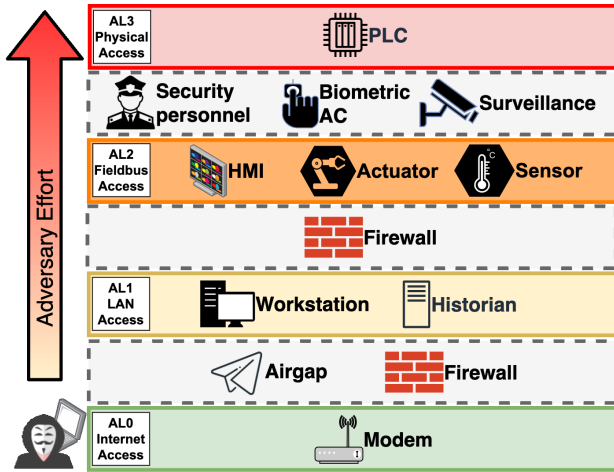 AL3
Physical
Access
PLC
Security
personnel
Biometric
AC
Surveillance
AL2
Fieldbus
Access
HMI
°C
Actuator
Sensor
Firewall
AL1
LAN
Access
Workstation
Historian
Airgap
Firewall
AL0
Internet
Access
Modem
Adversary Effort